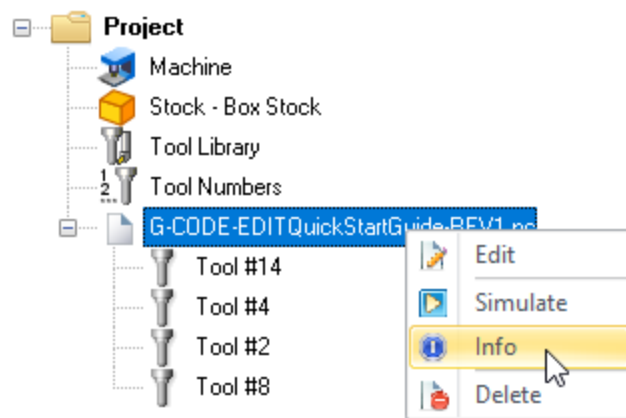 Project
Machine
Stock - Box Stock
Tool Library
1 2 Tool Numbers
G-CODE-EDITQuickStartGuide-REV1.nc
Edit
Tool #14
Simulate
Tool #4
Info
Tool #2
Delete
Tool #8